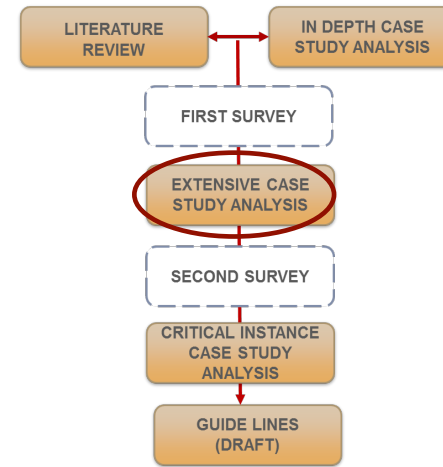 LITERATURE
REVIEW
IN DEPTH CASE
STUDY ANALYSIS
FIRST SURVEY
EXTENSIVE CASE
STUDY ANALYSIS
SECOND SURVEY
CRITICAL INSTANCE
CASE STUDY
ANALYSIS
GUIDE LINES
(DRAFT)